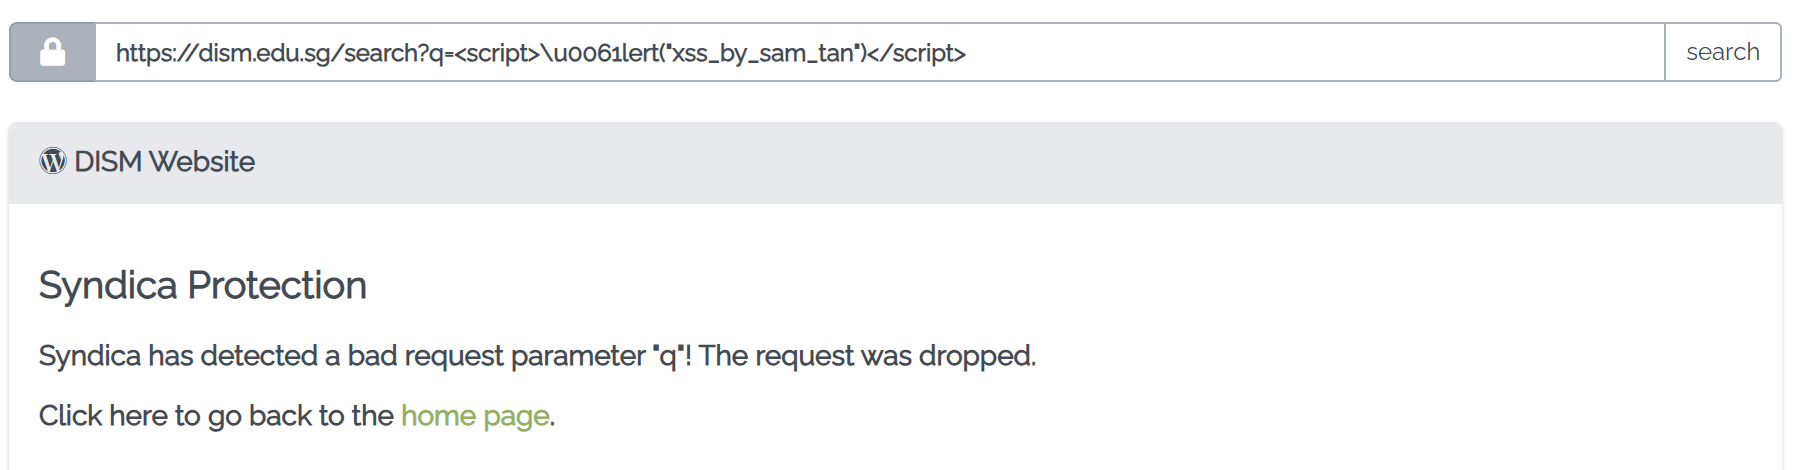 https://dism.edu.sg/search?q=<script>\u0061lert("xss_by_sam_tan")</script>
search
DISM Website
Syndica Protection
Syndica has detected a bad request parameter "q"! The request was dropped.
Click here to go back to the home page.